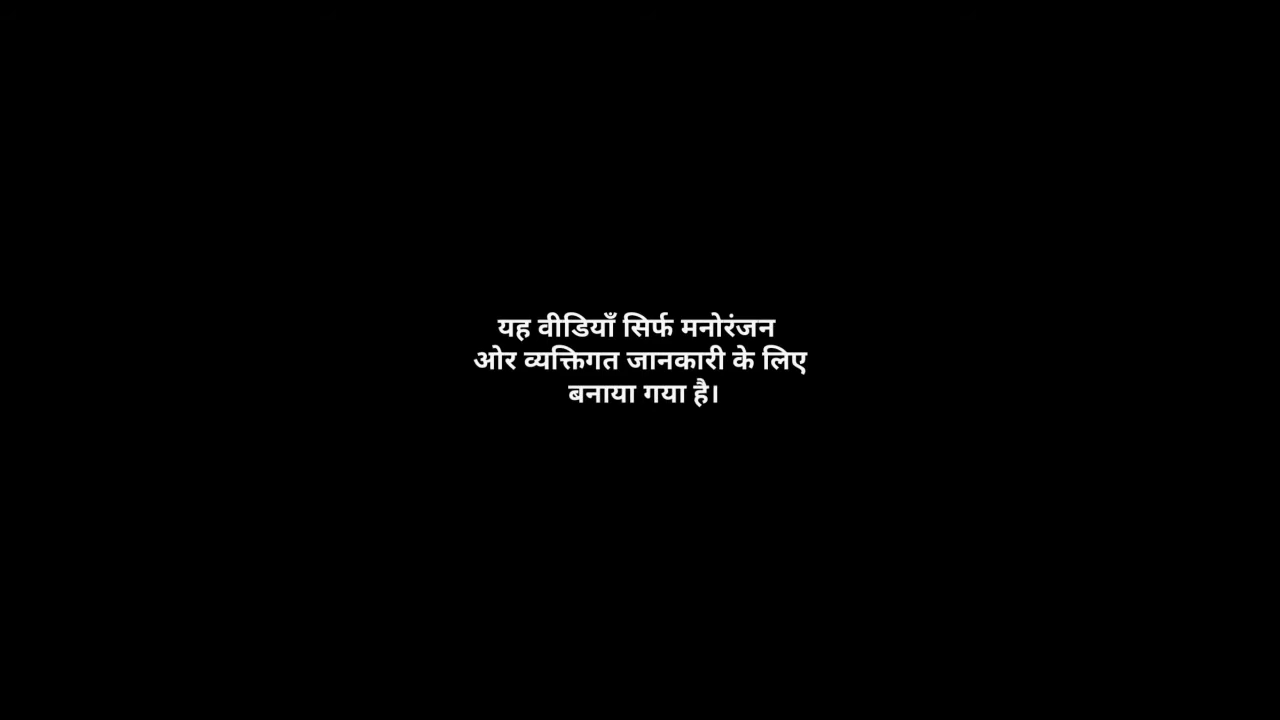 यह वीडियाँ सिर्फ मनोरंजन
ओर व्यक्तिगत जानकारी के लिए
बनाया गया है।